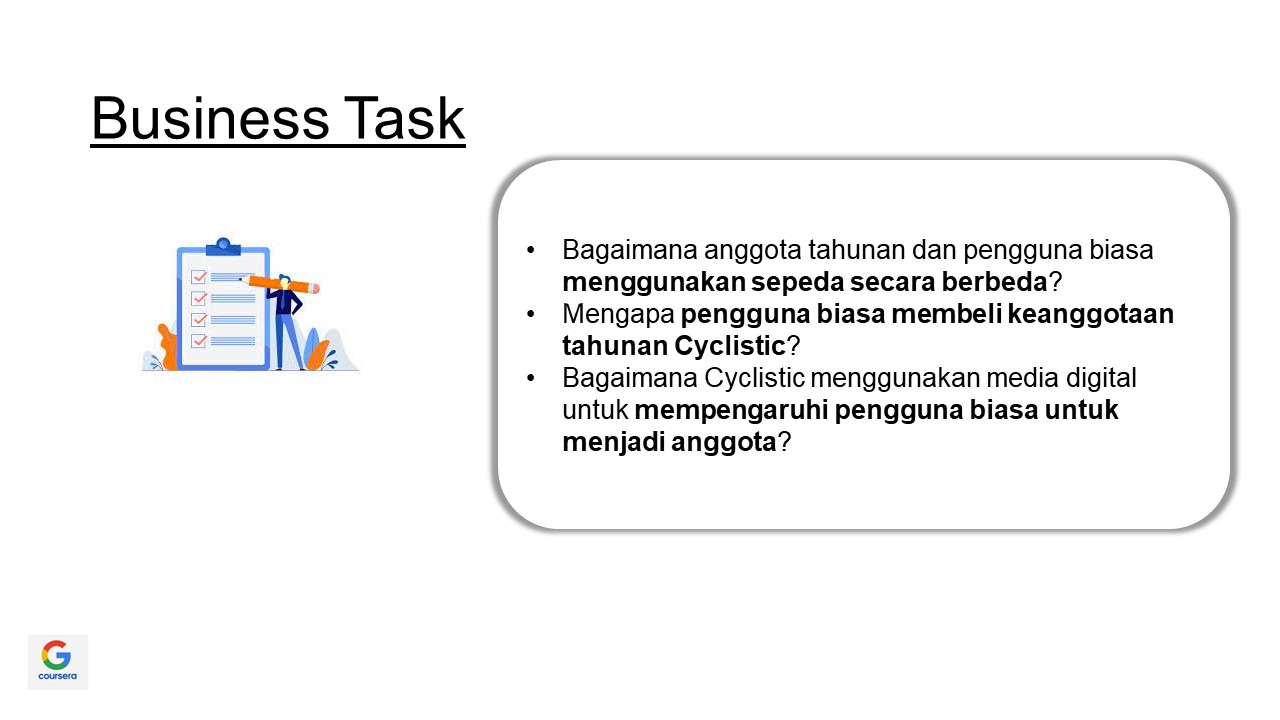 Business Task
• Bagaimana anggota tahunan dan pengguna biasa
menggunakan sepeda secara berbeda?
• Mengapa pengguna biasa membeli keanggotaan
tahunan Cyclistic?
• Bagaimana Cyclistic menggunakan media digital
untuk mempengaruhi pengguna biasa untuk
menjadi anggota?
G
coursera